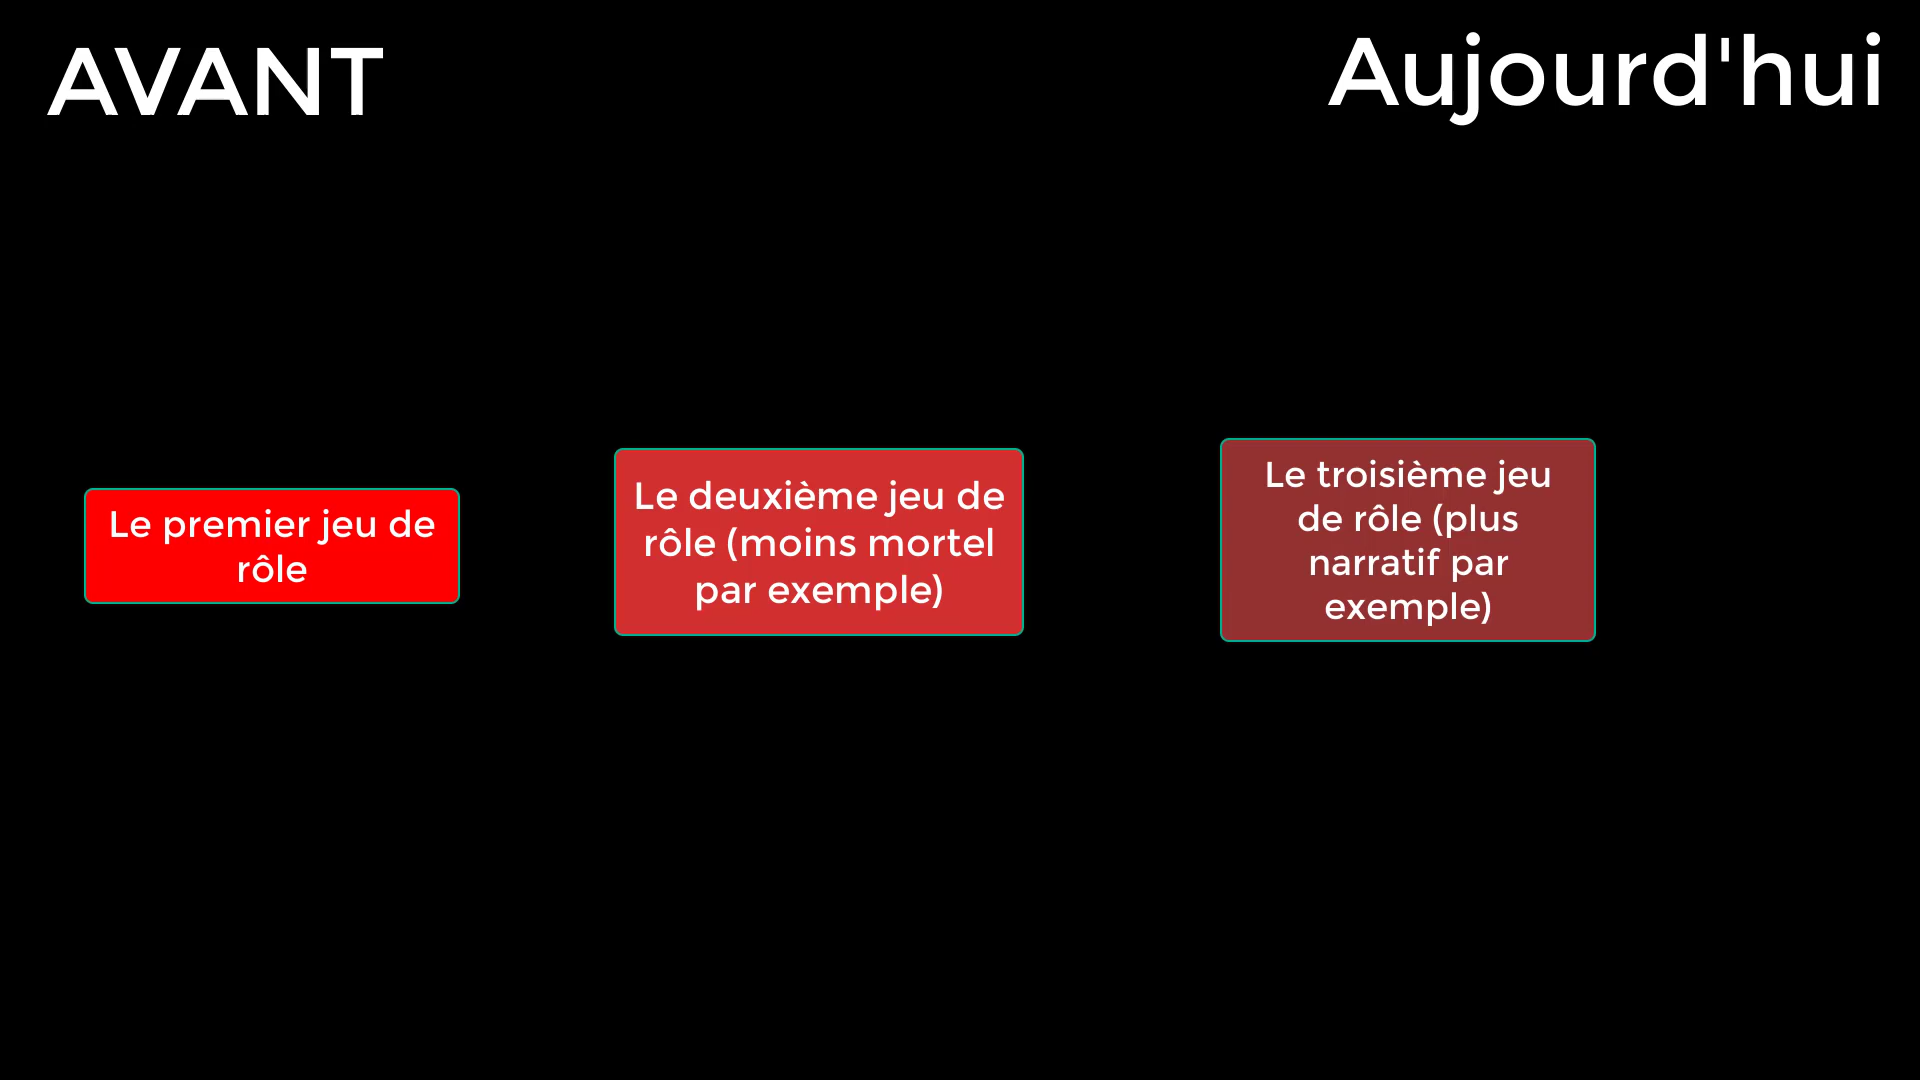 AVANT
Aujourd'hui
Le premier jeu de
rôle
Le deuxième jeu de
rôle (moins mortel
par exemple)
Le troisième jeu
de rôle (plus
narratif par
exemple)